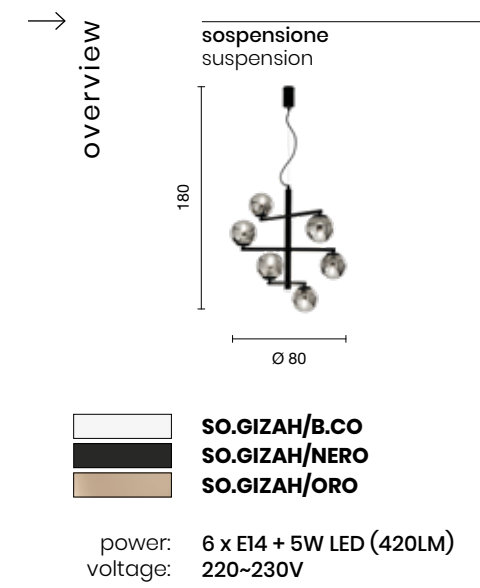 overview
sospensione
suspension
180
Ø 80
SO.GIZAH/B.CO
SO.GIZAH/NERO
SO.GIZAH/ORO
power: 6 x E14 + 5W LED (420LM)
voltage: 220~230V